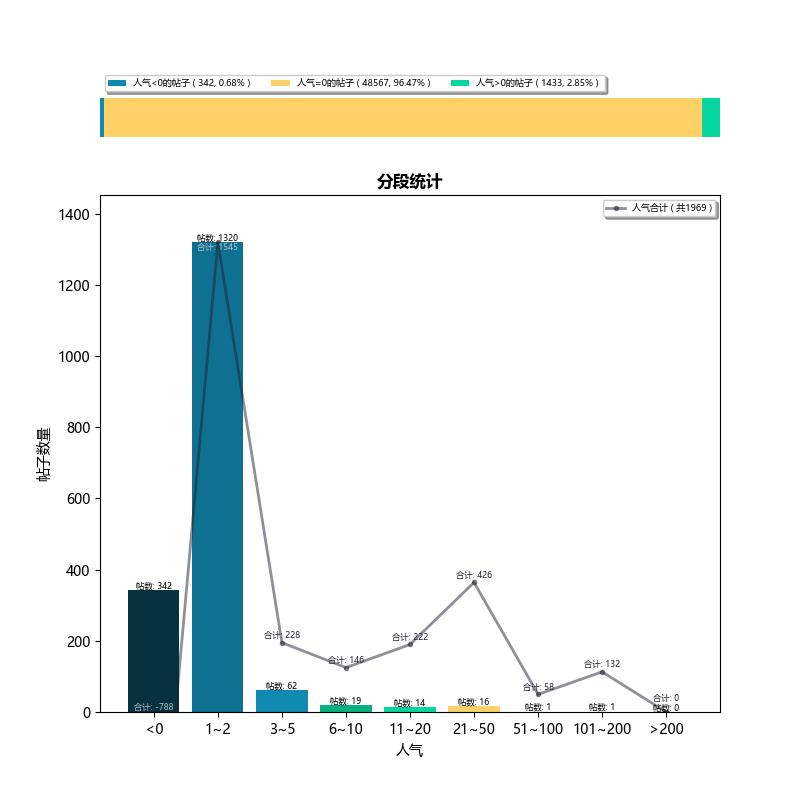 人气<0的帖子 ( 342, 0.68% ) 人气=0的帖子 ( 48567, 96.47% ) 人气>0的帖子 ( 1433, 2.85% )
分段统计
人气合计 ( 共1969 )
1400
1200
1000
800
600
400
200
0
帖子数量
帖数: 342
合计: -788
帖数: 1320
合计: 1545
合计: 228
帖数: 62
合计: 146
帖数: 19
合计: 222
帖数: 14
合计: 426
帖数: 16
合计: 58
帖数: 1
合计: 132
帖数: 1
合计: 0
帖数: 0
<0 1~2 3~5 6~10 11~20 21~50 51~100 101~200 >200
人气